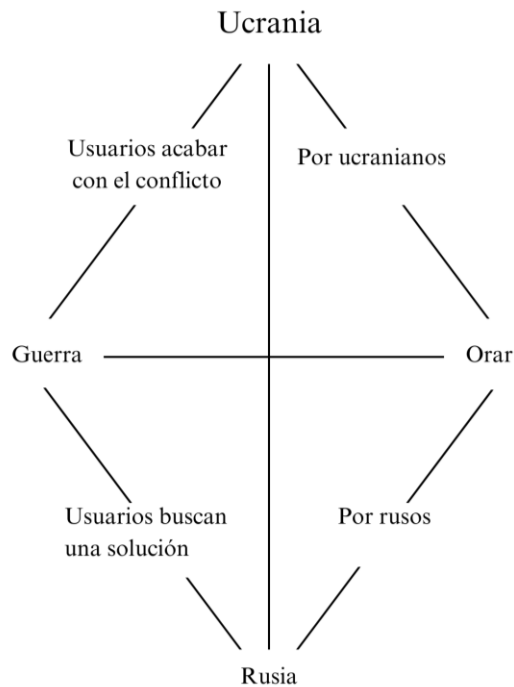 Ucrania
Usuarios acabar
con el conflicto
Por ucranianos
Guerra
Orar
Usuarios buscan
una solución
Por rusos
Rusia